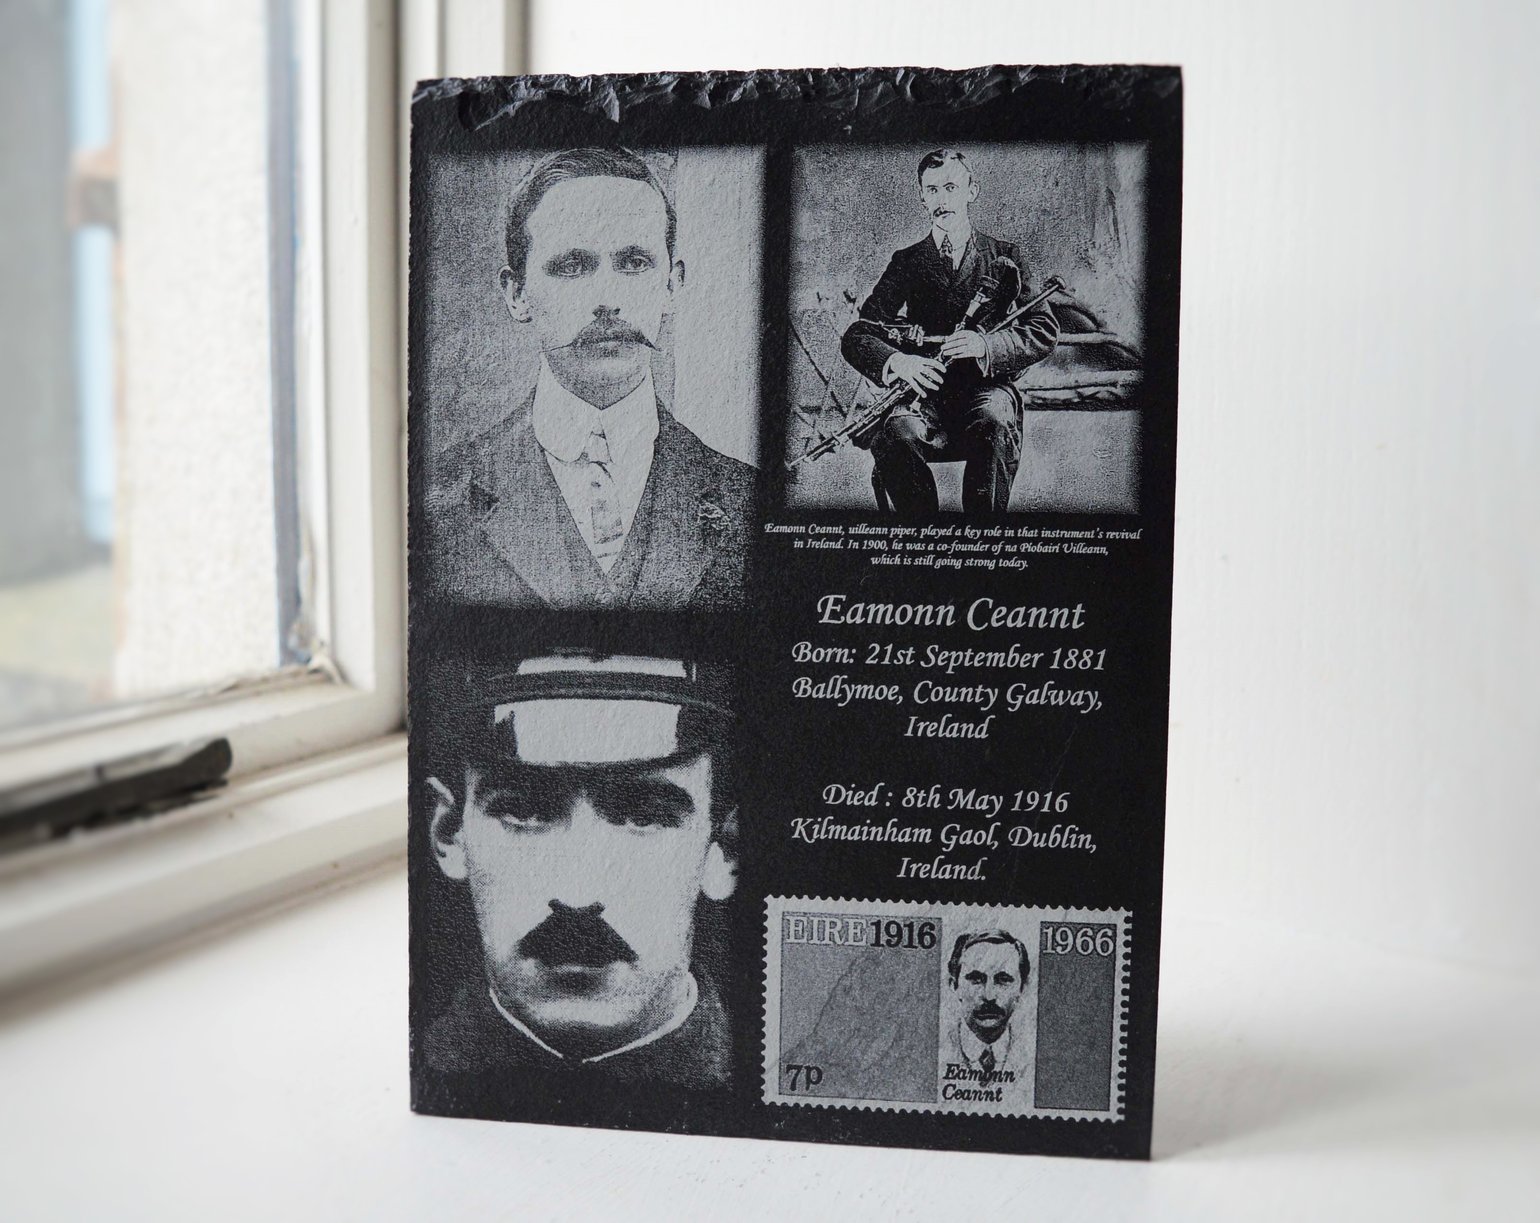 Eamonn Ceannt, uilleann piper, played a key role in that instrument's revival
in Ireland. In 1900, he was a co-founder of na Píobairí Uilleann,
which is still going strong today.
Eamonn Ceannt
Born: 21st September 1881
Ballymoe, County Galway,
Ireland
Died : 8th May 1916
Kilmainham Gaol, Dublin,
Ireland.
EIRE 1916 1966
7p
Eamonn
Ceannt